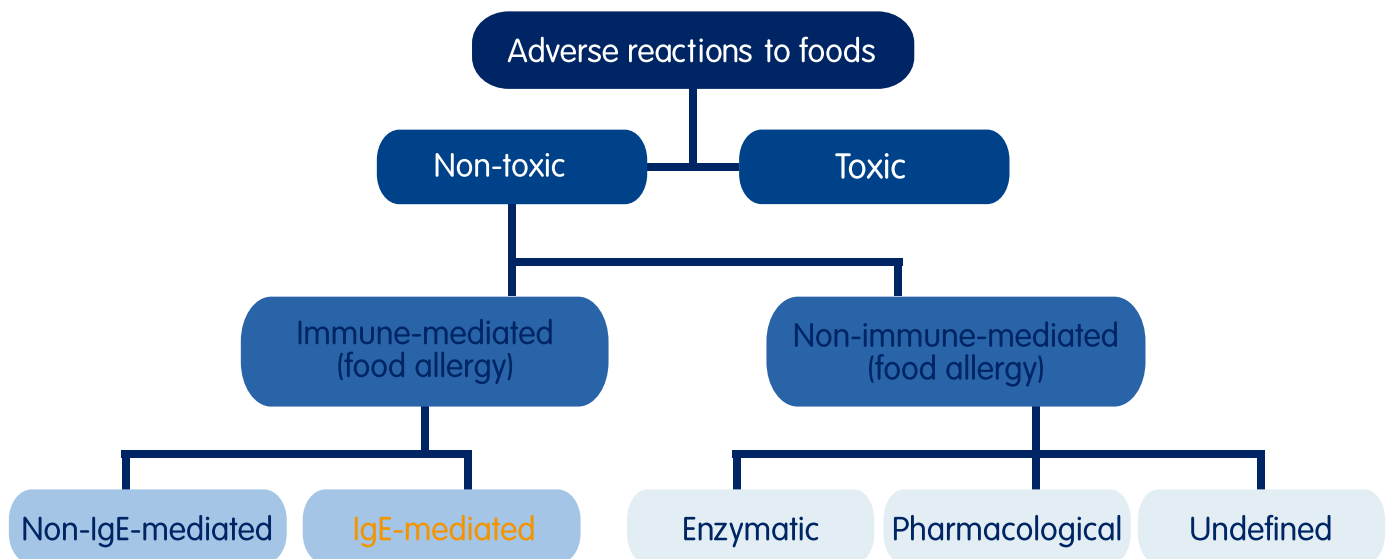 Adverse reactions to foods
Non-toxic
Toxic
Immune-mediated
(food allergy)
Non-immune-mediated
(food allergy)
Non-IgE-mediated
IgE-mediated
Enzymatic
Pharmacological
Undefined